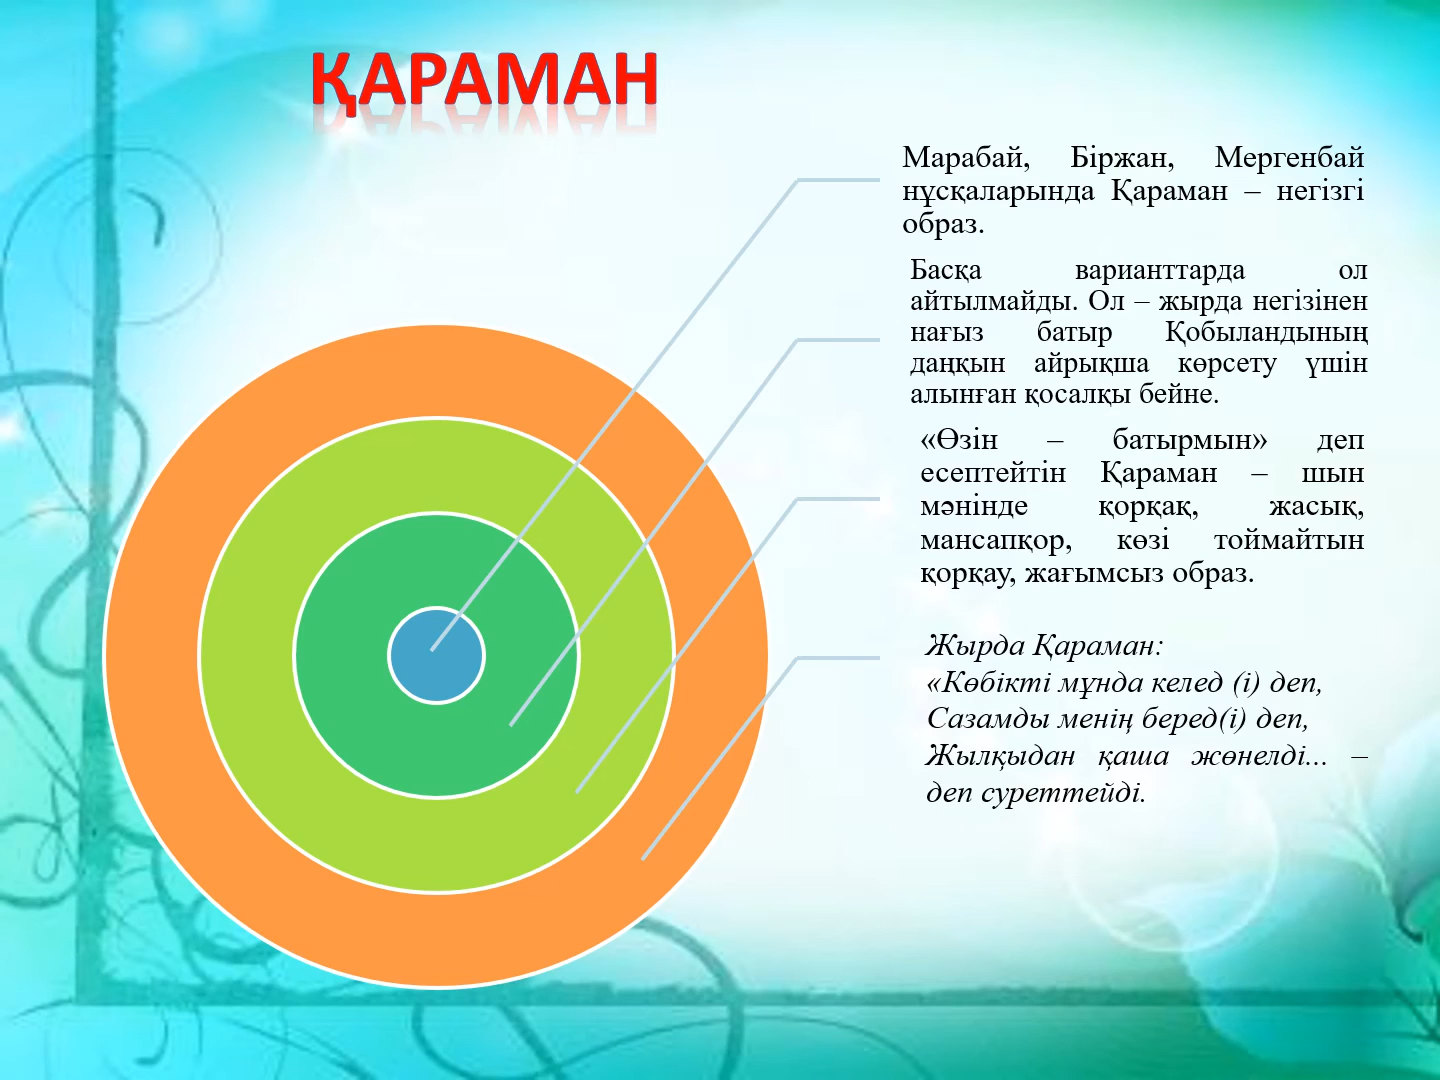 ҚАРАМАН
Марабай, Біржан, Мергенбай
нұсқаларында Қараман – негізгі
образ.
Басқа варианттарда ол
айтылмайды. Ол – жырда негізінен
нағыз батыр Қобыландының
даңқын айрықша көрсету үшін
алынған қосалқы бейне.
«Өзін – батырмын» деп
есептейтін Қараман – шын
мәнінде қорқақ, жасық,
мансапқор, көзі тоймайтын
қорқау, жағымсыз образ.
Жырда Қараман:
«Көбікті мұнда келед (і) деп,
Сазамды менің беред(і) деп,
Жылқыдан қаша жөнелді... –
деп суреттейді.